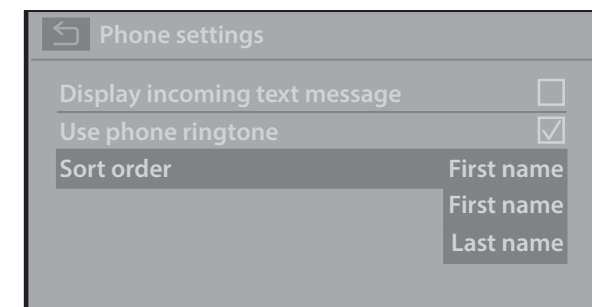 Phone settings
Display incoming text message
Use phone ringtone
Sort order First name
First name
Last name